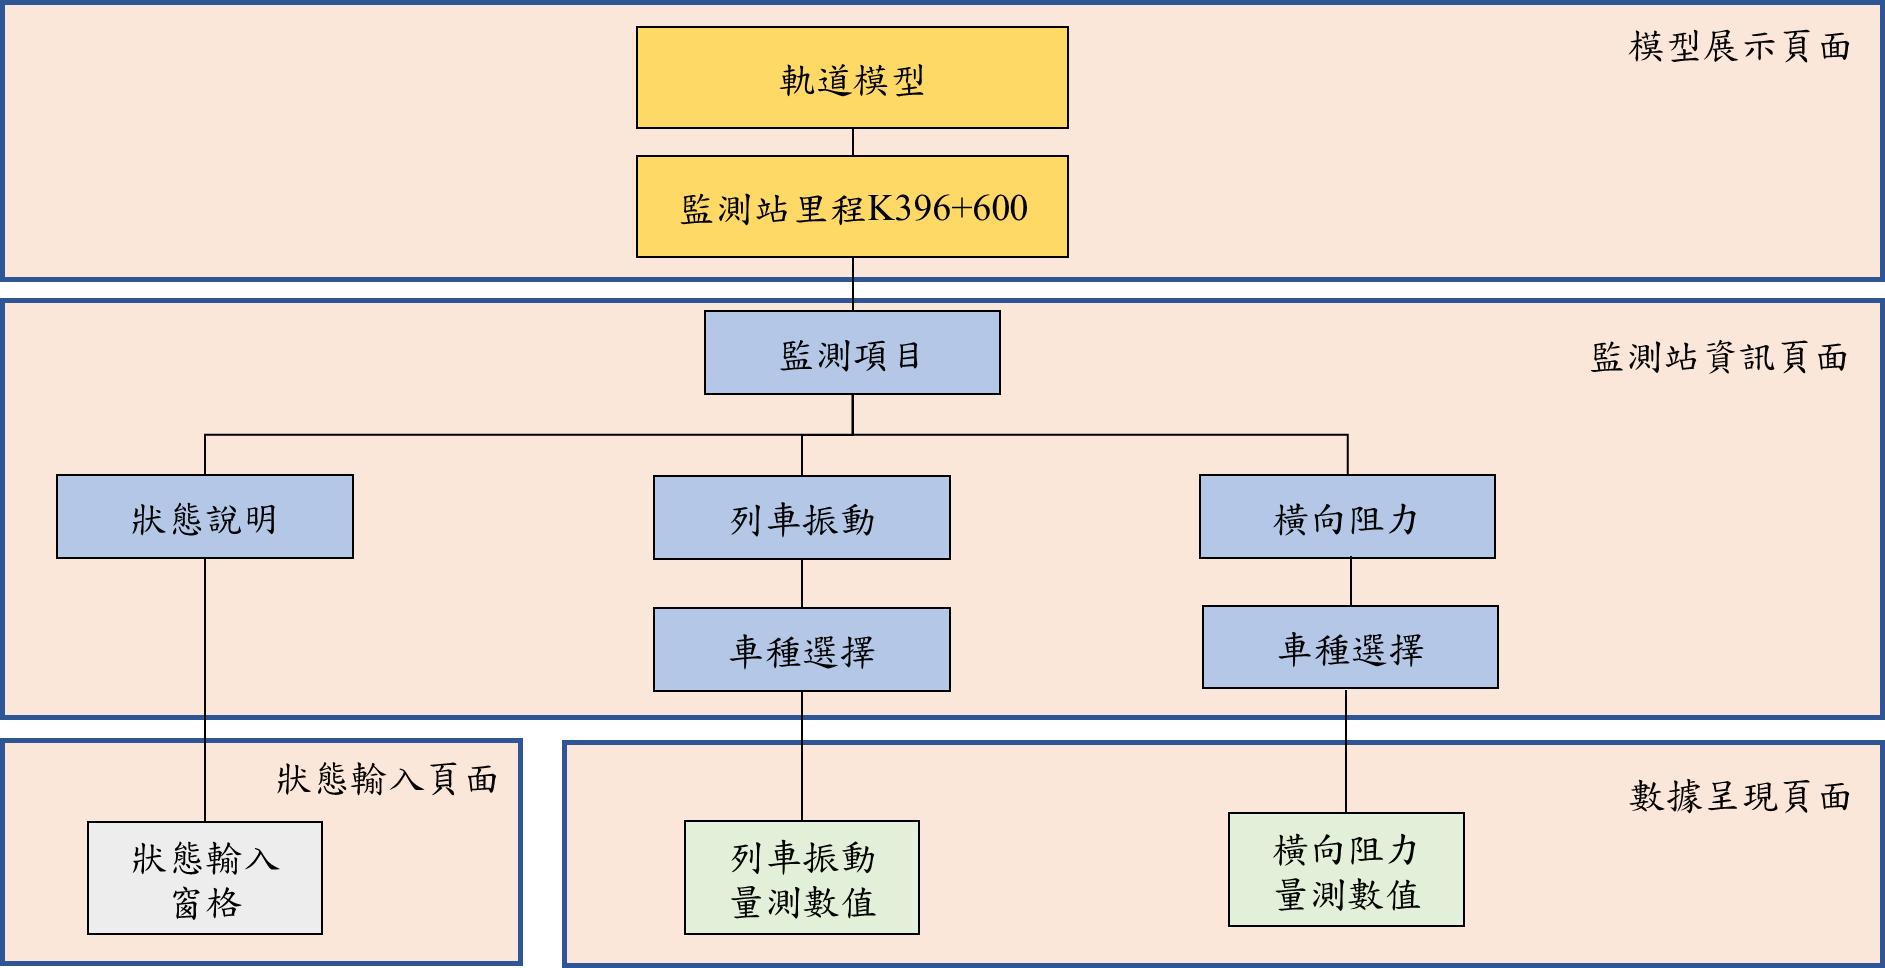 模型展示頁面
軌道模型
監測站里程K396+600
監測項目
監測站資訊頁面
狀態說明
列車振動
橫向阻力
車種選擇
車種選擇
狀態輸入頁面
數據呈現頁面
狀態輸入
窗格
列車振動
量測數值
橫向阻力
量測數值